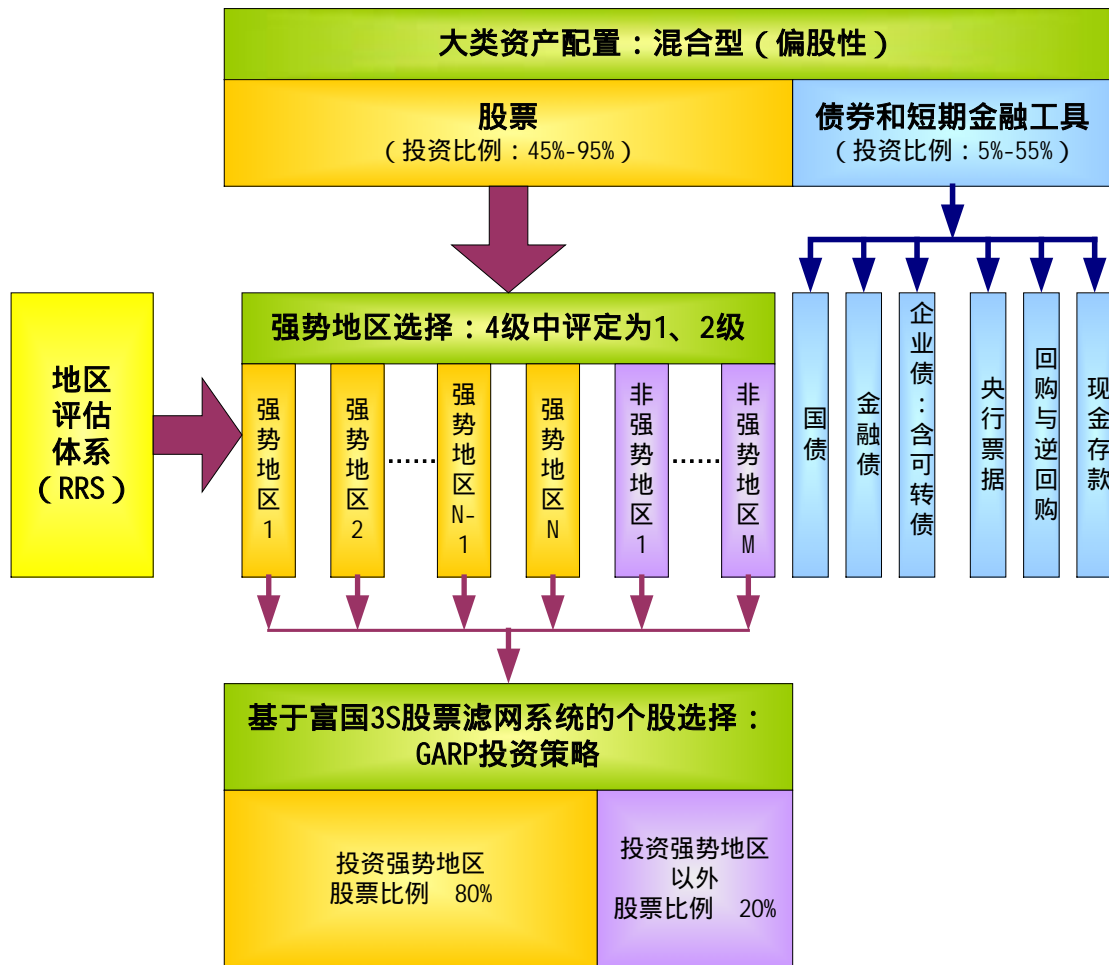 大类资产配置：混合型（偏股性）
股票
（投资比例：45%-95%）
债券和短期金融工具
（投资比例：5%-55%）
地区
评估
体系
（RRS）
强势地区选择：4级中评定为1、2级
强势地区1
强势地区2
……
强势地区N-1
强势地区N
非强势地区1
……
非强势地区M
国债
金融债
企业债：含可转债
央行票据
回购与逆回购
现金存款
基于富国3S股票滤网系统的个股选择：
GARP投资策略
投资强势地区
股票比例 80%
投资强势地区
以外
股票比例 20%